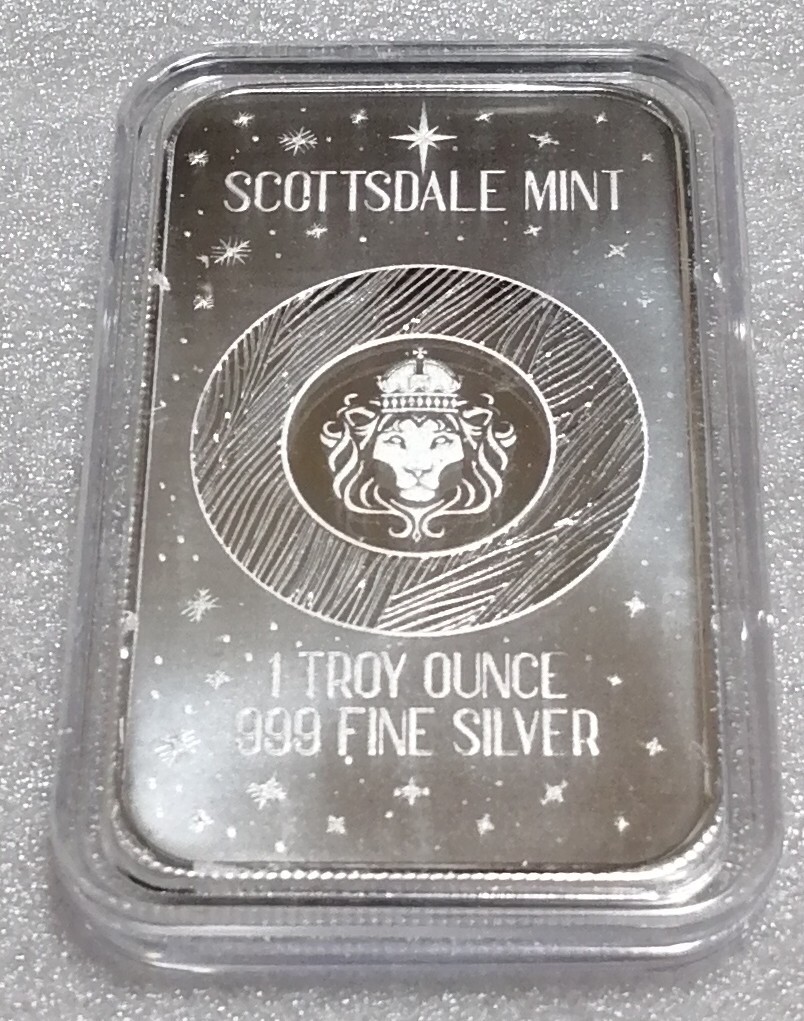 SCOTTSDALE MINT
1 TROY OUNCE
999 FINE SILVER